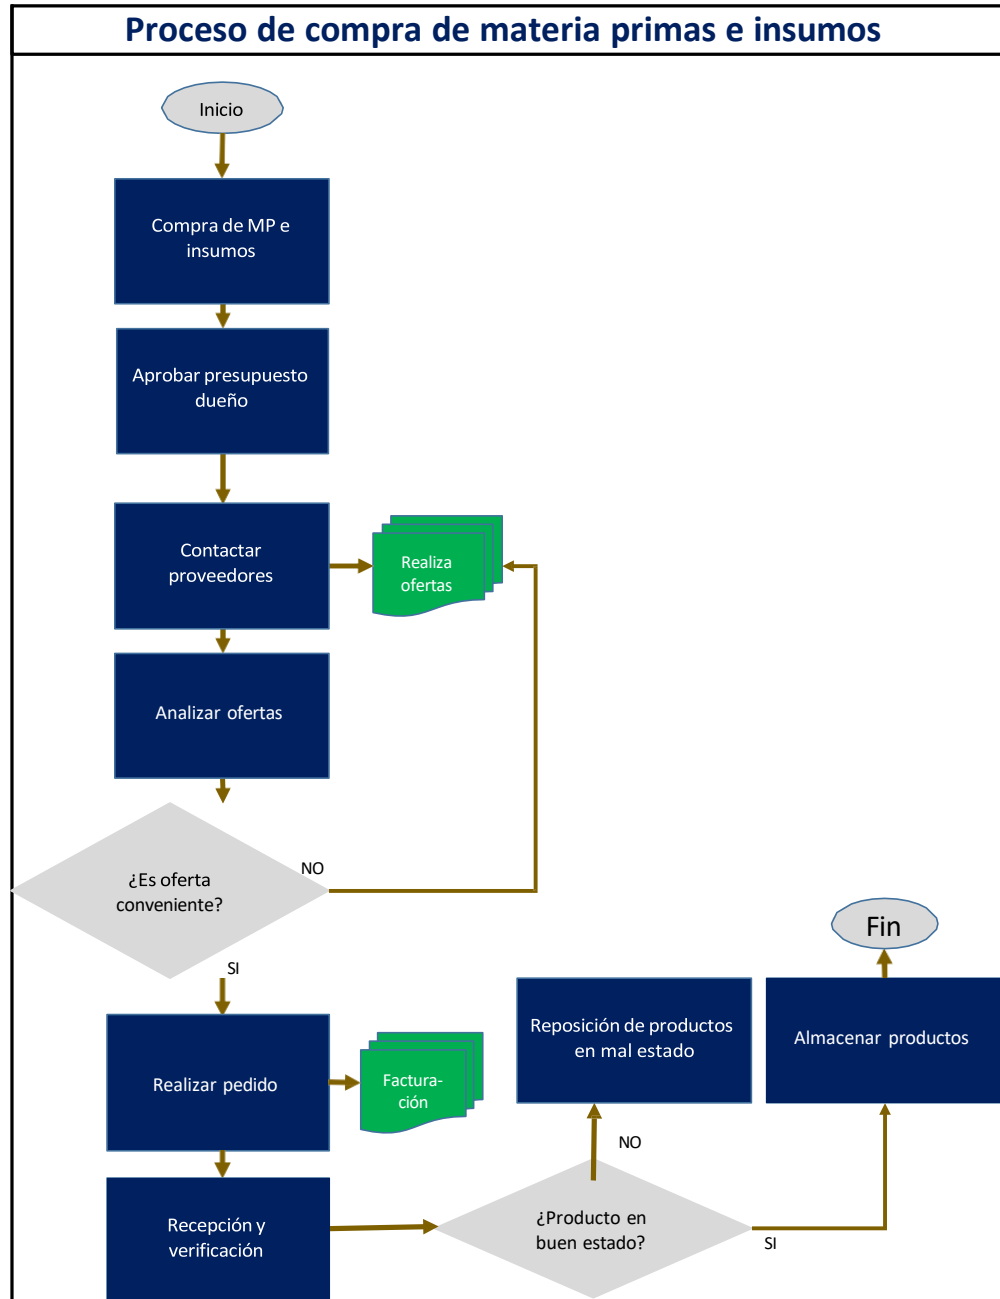 Proceso de compra de materia primas e insumos
Inicio
Compra de MP e
insumos
Aprobar presupuesto
dueño
Contactar
proveedores
Realiza
ofertas
Analizar ofertas
¿Es oferta
conveniente?
NO
SI
Realizar pedido
Factura-
ción
Recepción y
verificación
¿Producto en
buen estado?
NO
Reposición de productos
en mal estado
SI
Almacenar productos
Fin